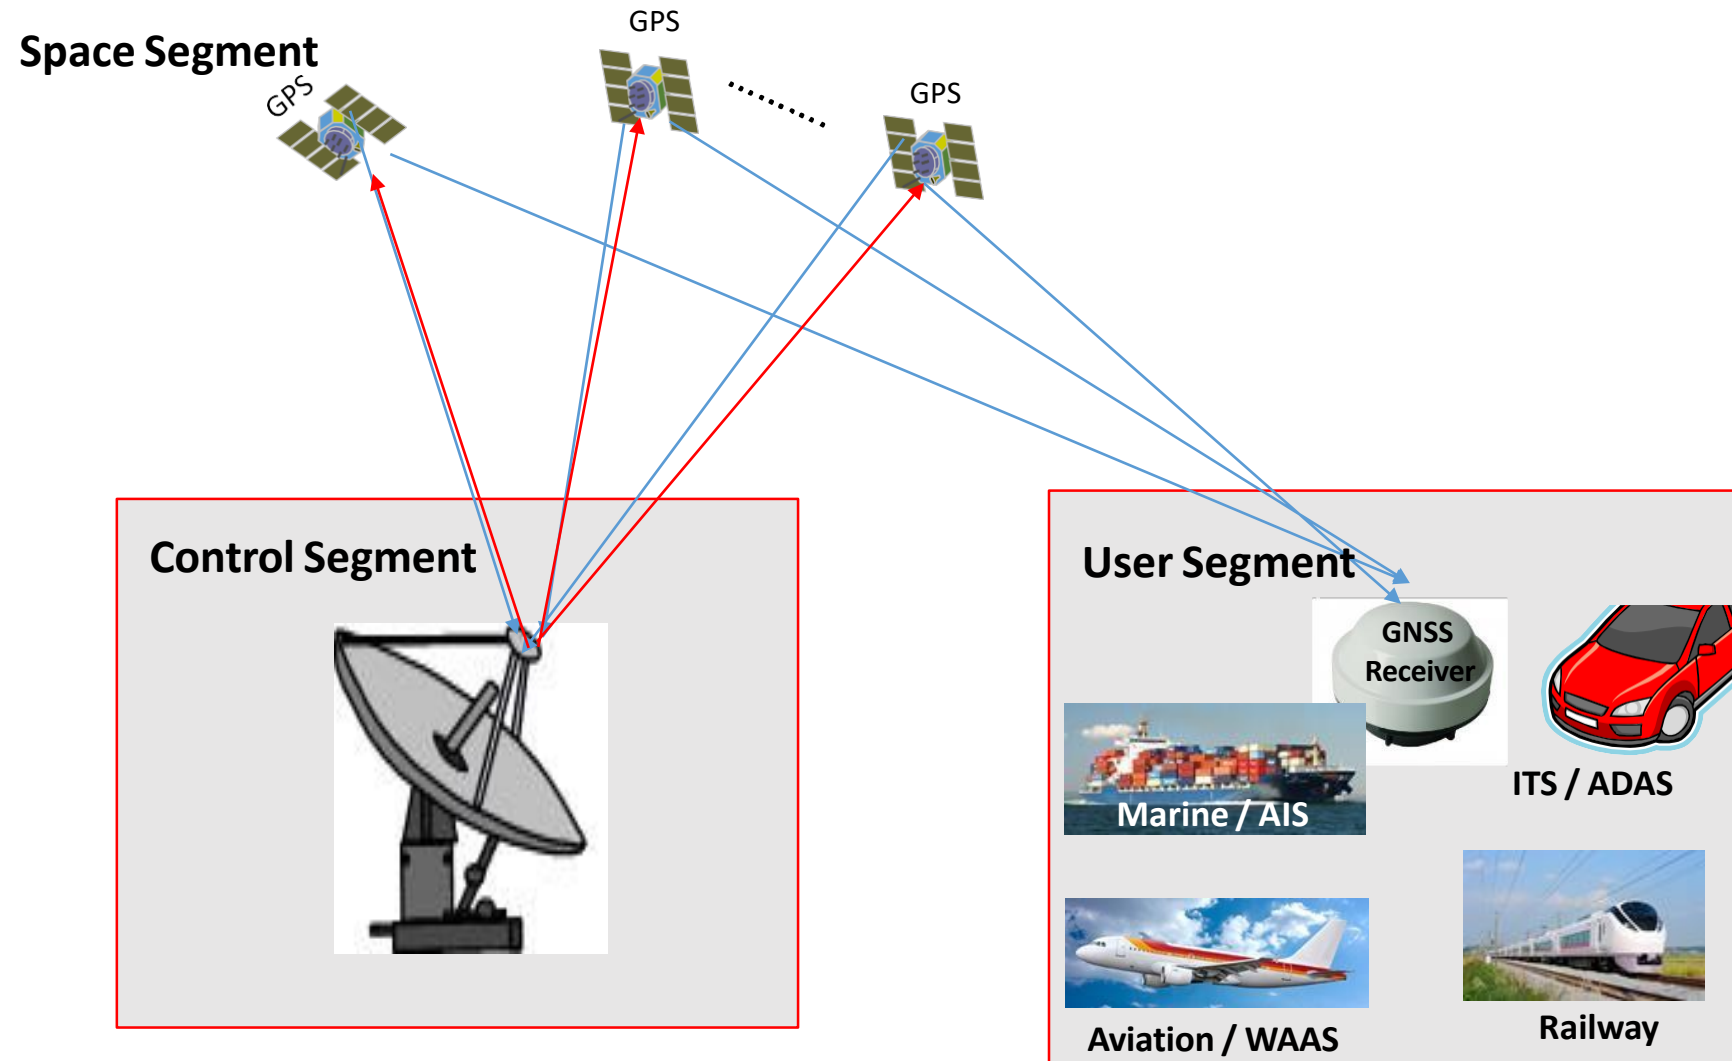 GPS
Space Segment
GPS
GPS
Control Segment
User Segment
GNSS
Receiver
ITS / ADAS
Marine / AIS
Aviation / WAAS
Railway